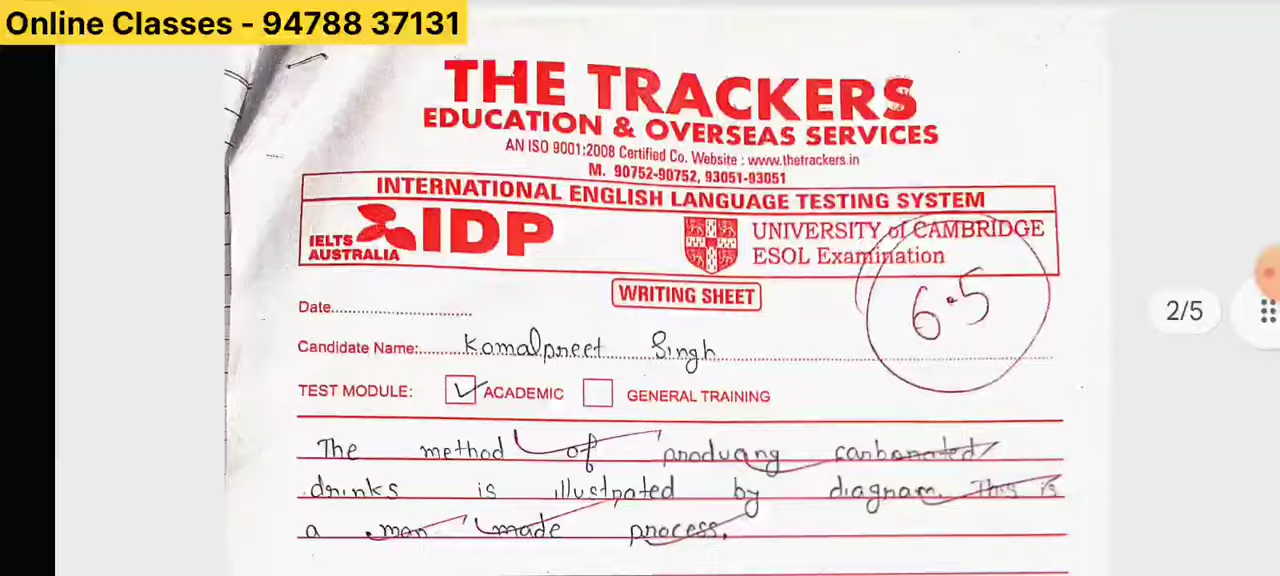 Online Classes - 94788 37131
THE TRACKERS
EDUCATION & OVERSEAS SERVICES
AN ISO 9001:2008 Certified Co. Website : www.thetrackers.in
M. 90752-90752, 93051-93051
INTERNATIONAL ENGLISH LANGUAGE TESTING SYSTEM
IELTS AUSTRALIA IDP
UNIVERSITY of CAMBRIDGE
ESOL Examination
6.5
WRITING SHEET
2/5
Date
Candidate Name: Kamalpreet Singh
TEST MODULE: ACADEMIC GENERAL TRAINING
The method of producing carbonated
drinks is illustrated by diagram. This is
a man made process.